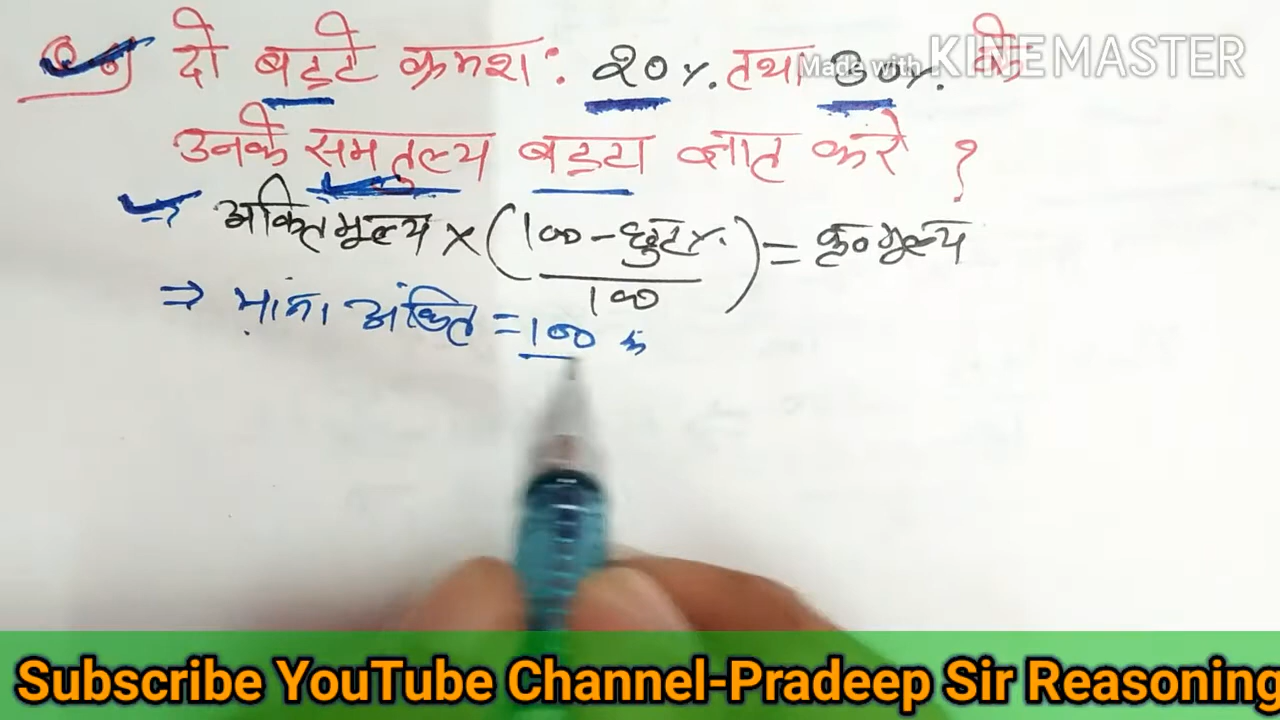 Q.9) दो बट्टे क्रमशः 20%. तथा 30%. के
Made with KINEMASTER
उनके समतुल्य बट्टा ज्ञात करे ?
⇒ अंकित मूल्य × (100 - छुट%. / 100) = क्र० मूल्य
⇒ माना अंकित = 100 रू
Subscribe YouTube Channel-Pradeep Sir Reasoning